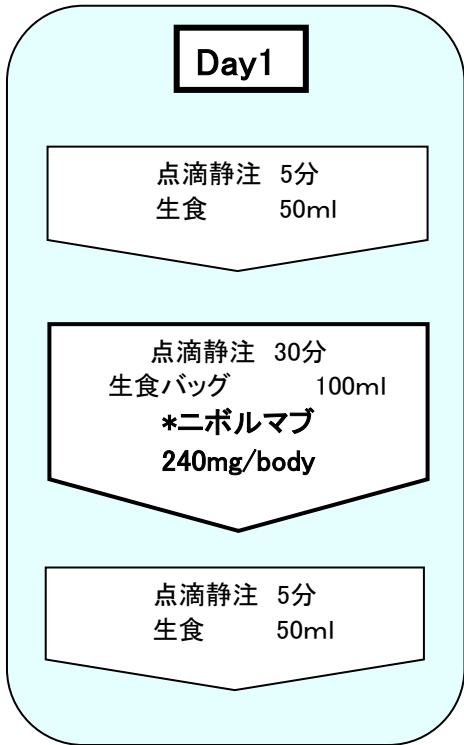 Day1
点滴静注 5分
生食 50ml
点滴静注 30分
生食バッグ 100ml
*ニボルマブ
240mg/body
点滴静注 5分
生食 50ml